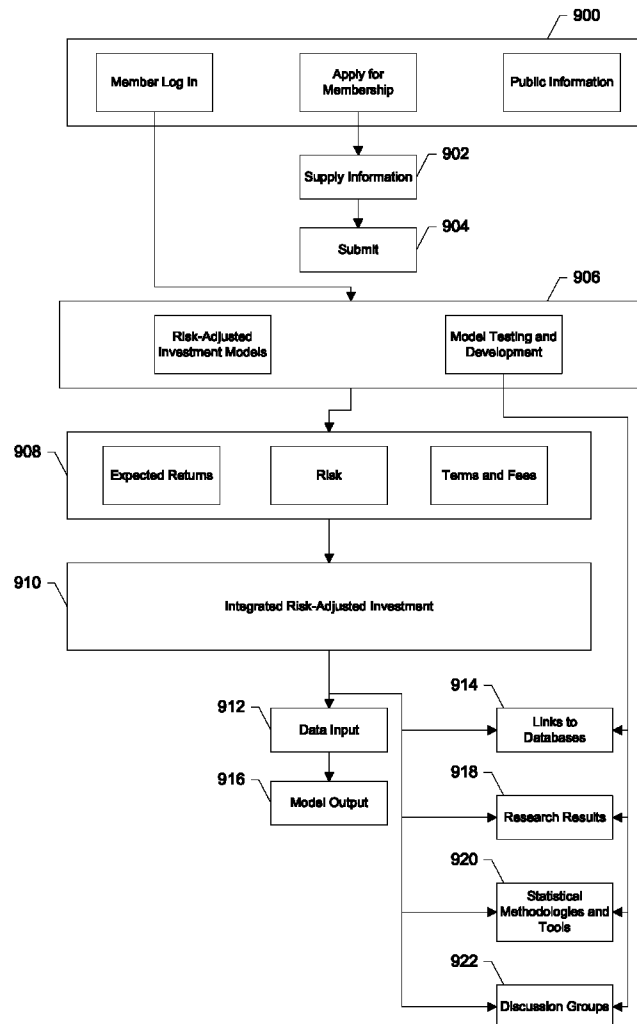 900
Member Log In
Apply for
Membership
Public Information
902
Supply Information
904
Submit
906
Risk-Adjusted
Investment Models
Model Testing and
Development
908
Expected Returns
Risk
Terms and Fees
910
Integrated Risk-Adjusted Investment
912
Data Input
914
Links to
Databases
916
Model Output
918
Research Results
920
Statistical
Methodologies and
Tools
922
Discussion Groups